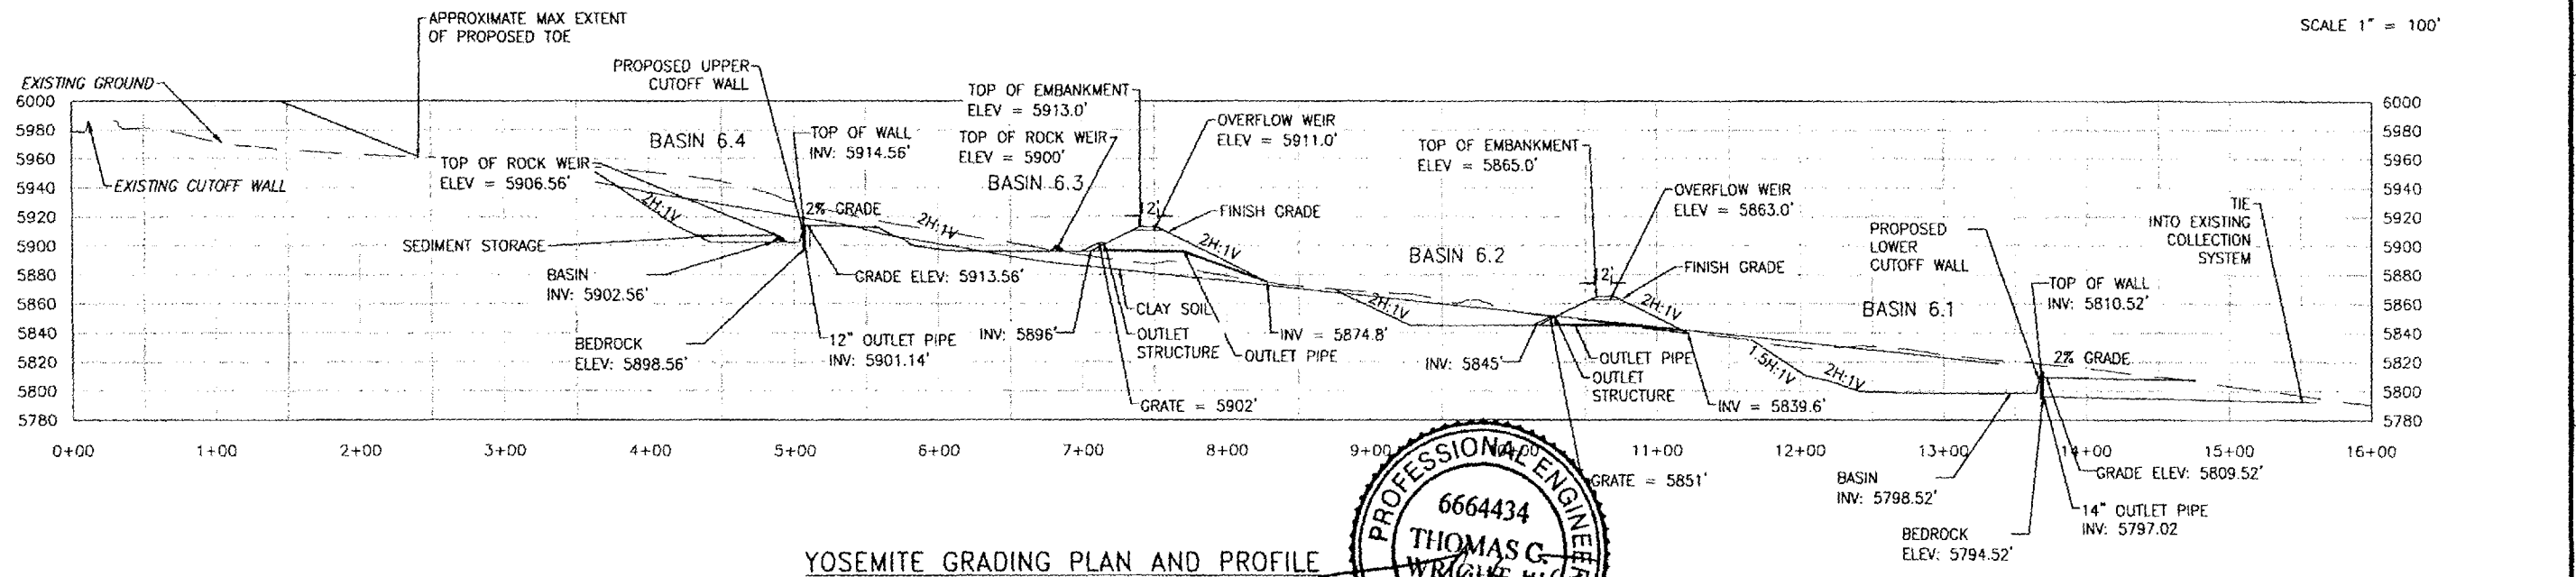 SCALE 1" = 100'
APPROXIMATE MAX EXTENT
OF PROPOSED TOE
EXISTING GROUND
EXISTING CUTOFF WALL
PROPOSED UPPER
CUTOFF WALL
BASIN 6.4
TOP OF WALL
INV: 5914.56'
TOP OF ROCK WEIR
ELEV = 5906.56'
2H:1V
SEDIMENT STORAGE
BASIN
INV: 5902.56'
BEDROCK
ELEV: 5898.56'
2% GRADE
GRADE ELEV: 5913.56'
12" OUTLET PIPE
INV: 5901.14'
2H:1V
TOP OF EMBANKMENT
ELEV = 5913.0'
TOP OF ROCK WEIR
ELEV = 5900'
BASIN 6.3
OVERFLOW WEIR
ELEV = 5911.0'
12'
FINISH GRADE
2H:1V
INV: 5896'
CLAY SOIL
OUTLET
STRUCTURE
OUTLET PIPE
INV = 5874.8'
GRATE = 5902'
TOP OF EMBANKMENT
ELEV = 5865.0'
BASIN 6.2
OVERFLOW WEIR
ELEV = 5863.0'
12'
FINISH GRADE
2H:1V
2H:1V
INV: 5845'
OUTLET PIPE
OUTLET
STRUCTURE
INV = 5839.6'
GRATE = 5851'
PROPOSED
LOWER
CUTOFF WALL
BASIN 6.1
1.5H:1V
2H:1V
TOP OF WALL
INV: 5810.52'
2% GRADE
TIE
INTO EXISTING
COLLECTION
SYSTEM
BASIN
INV: 5798.52'
GRADE ELEV: 5809.52'
14" OUTLET PIPE
INV: 5797.02
BEDROCK
ELEV: 5794.52'
6000
5980
5960
5940
5920
5900
5880
5860
5840
5820
5800
5780
6000
5980
5960
5940
5920
5900
5880
5860
5840
5820
5800
5780
0+00 1+00 2+00 3+00 4+00 5+00 6+00 7+00 8+00 9+00 10+00 11+00 12+00 13+00 14+00 15+00 16+00
YOSEMITE GRADING PLAN AND PROFILE
PROFESSIONAL ENGINEER
6664434
THOMAS G.